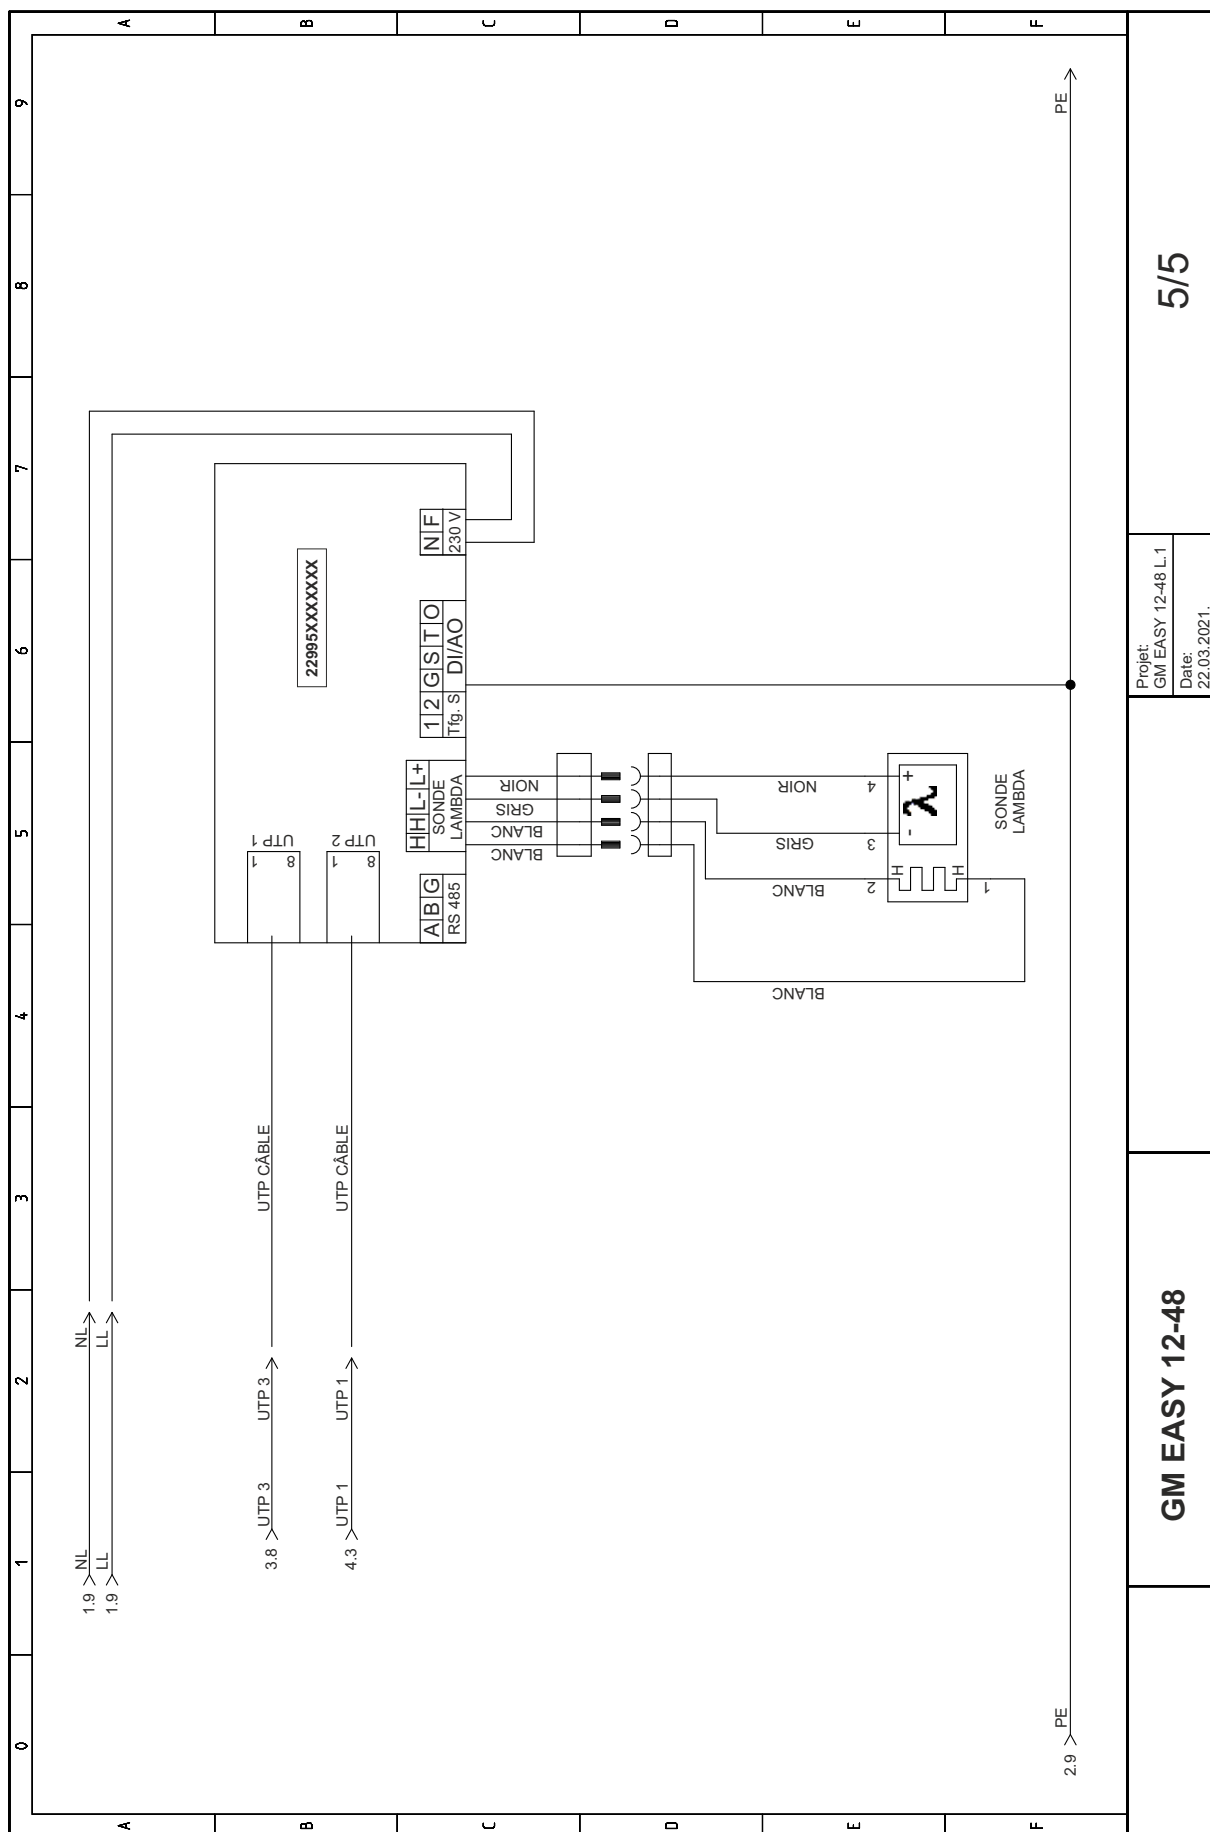 0 1 2 3 4 5 6 7 8 9
A A
B B
C C
D D
E E
F F
1.9 NL NL
1.9 LL LL
3.8 UTP 3 UTP 3 UTP CÂBLE
4.3 UTP 1 UTP 1 UTP CÂBLE
UTP 1
1 8
UTP 2
1 8
22995XXXXXXX
A B G
RS 485
H H L- L+
SONDE
LAMBDA
1 2 G S T O
Tfg. S DI/AO
N F
230 V
BLANC
BLANC
GRIS
NOIR
BLANC
BLANC
GRIS
NOIR
1 2 3 4
H H
- +
λ
SONDE
LAMBDA
2.9 PE PE
GM EASY 12-48
Projet:
GM EASY 12-48 L.1
Date:
22.03.2021.
5/5